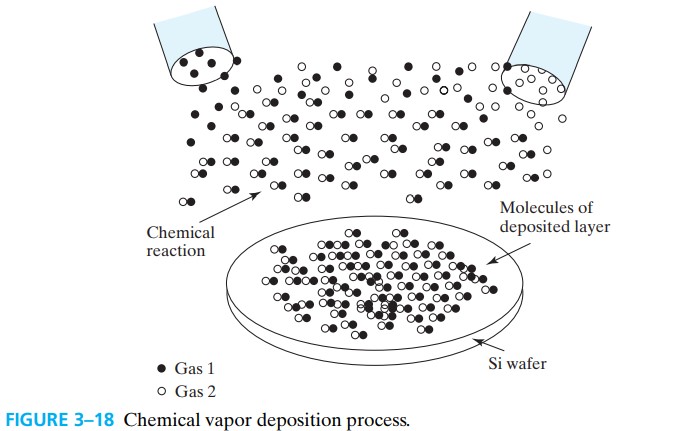 Molecules of
deposited layer
Chemical
reaction
Si wafer
Gas 1
Gas 2
FIGURE 3–18 Chemical vapor deposition process.